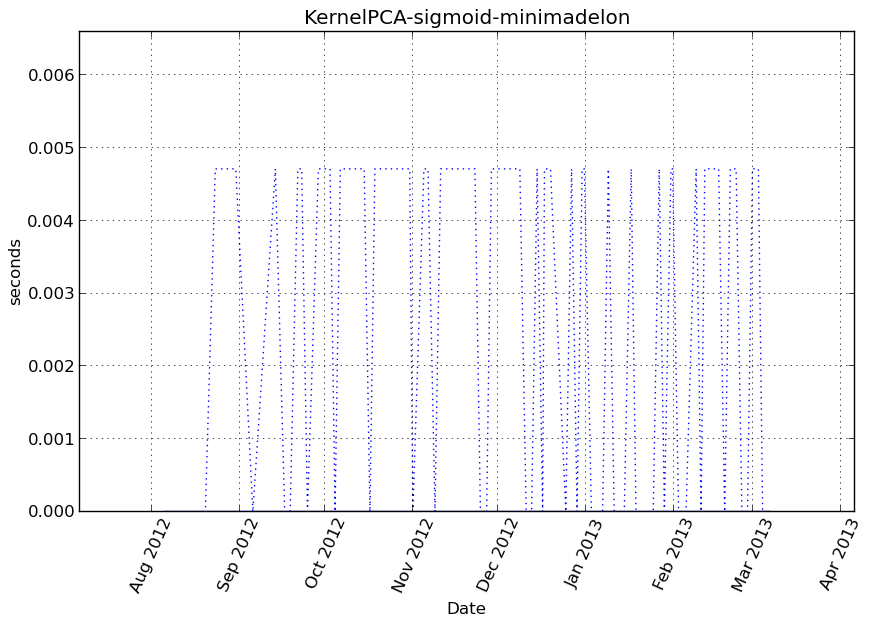 KernelPCA-sigmoid-minimadelon
0.006
0.005
0.004
0.003
0.002
0.001
0.000
seconds
Aug 2012
Sep 2012
Oct 2012
Nov 2012
Dec 2012
Jan 2013
Feb 2013
Mar 2013
Apr 2013
Date